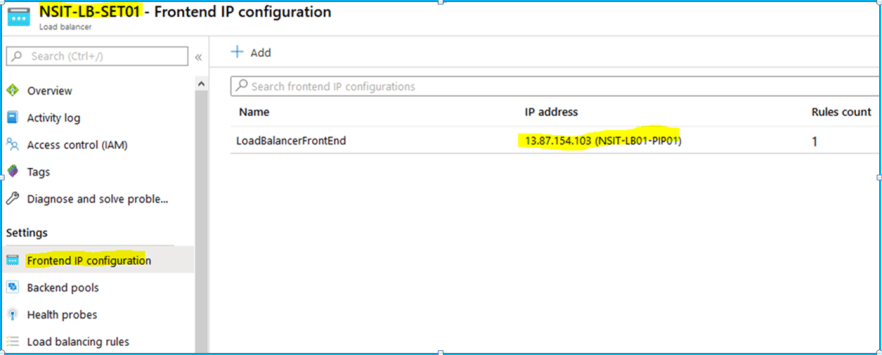 NSIT-LB-SET01 - Frontend IP configuration
Load balancer
Search (Ctrl+/)
«
Overview
Activity log
Access control (IAM)
Tags
Diagnose and solve proble...
Settings
Frontend IP configuration
Backend pools
Health probes
Load balancing rules
+ Add
Search frontend IP configurations
Name IP address Rules count
LoadBalancerFrontEnd 13.87.154.103 (NSIT-LB01-PIP01) 1